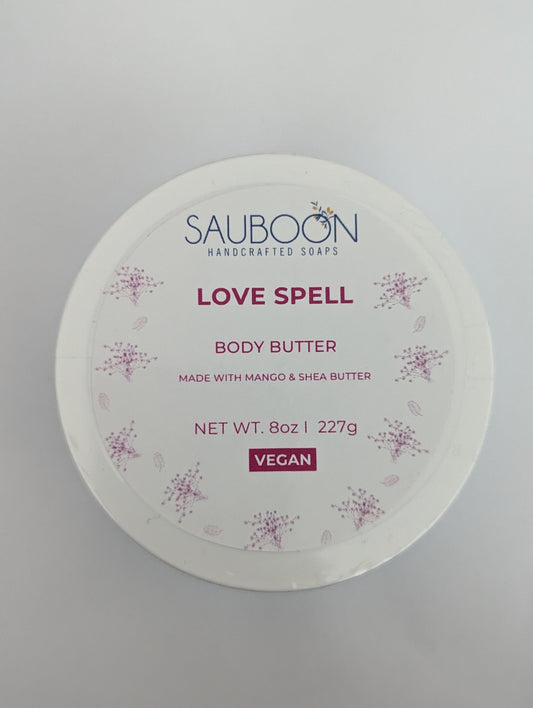 SAUBOON
HANDCRAFTED SOAPS
LOVE SPELL
BODY BUTTER
MADE WITH MANGO & SHEA BUTTER
NET WT. 8oz I 227g
VEGAN